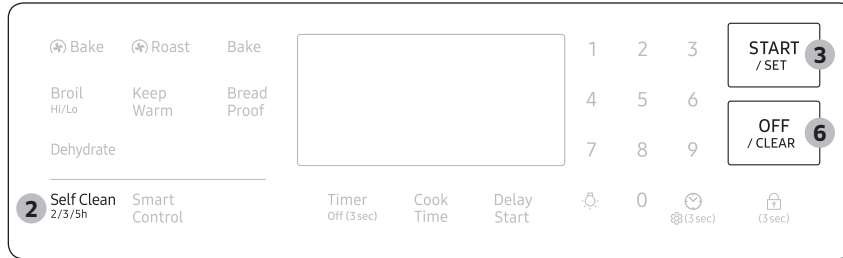 Bake Roast Bake
1 2 3
START
/ SET
3
Broil
Hi/Lo
Keep
Warm
Bread
Proof
4 5 6
OFF
/ CLEAR
6
Dehydrate
7 8 9
2
Self Clean
2/3/5h
Smart
Control
Timer
Off (3 sec)
Cook
Time
Delay
Start
0
(3 sec)
(3 sec)